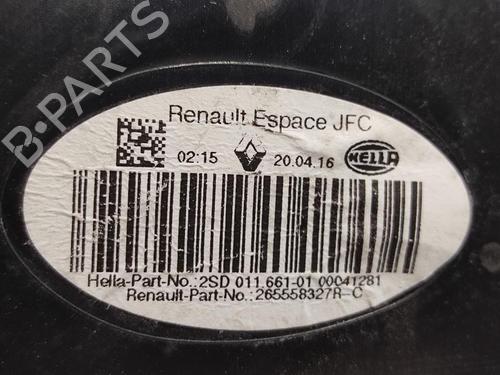 B-PARTS
Renault Espace JFC
02:15 20.04.16 HELLA
Hella-Part-No.:2SD 011.661-01 00041281
Renault-Part-No.:265558327R-C